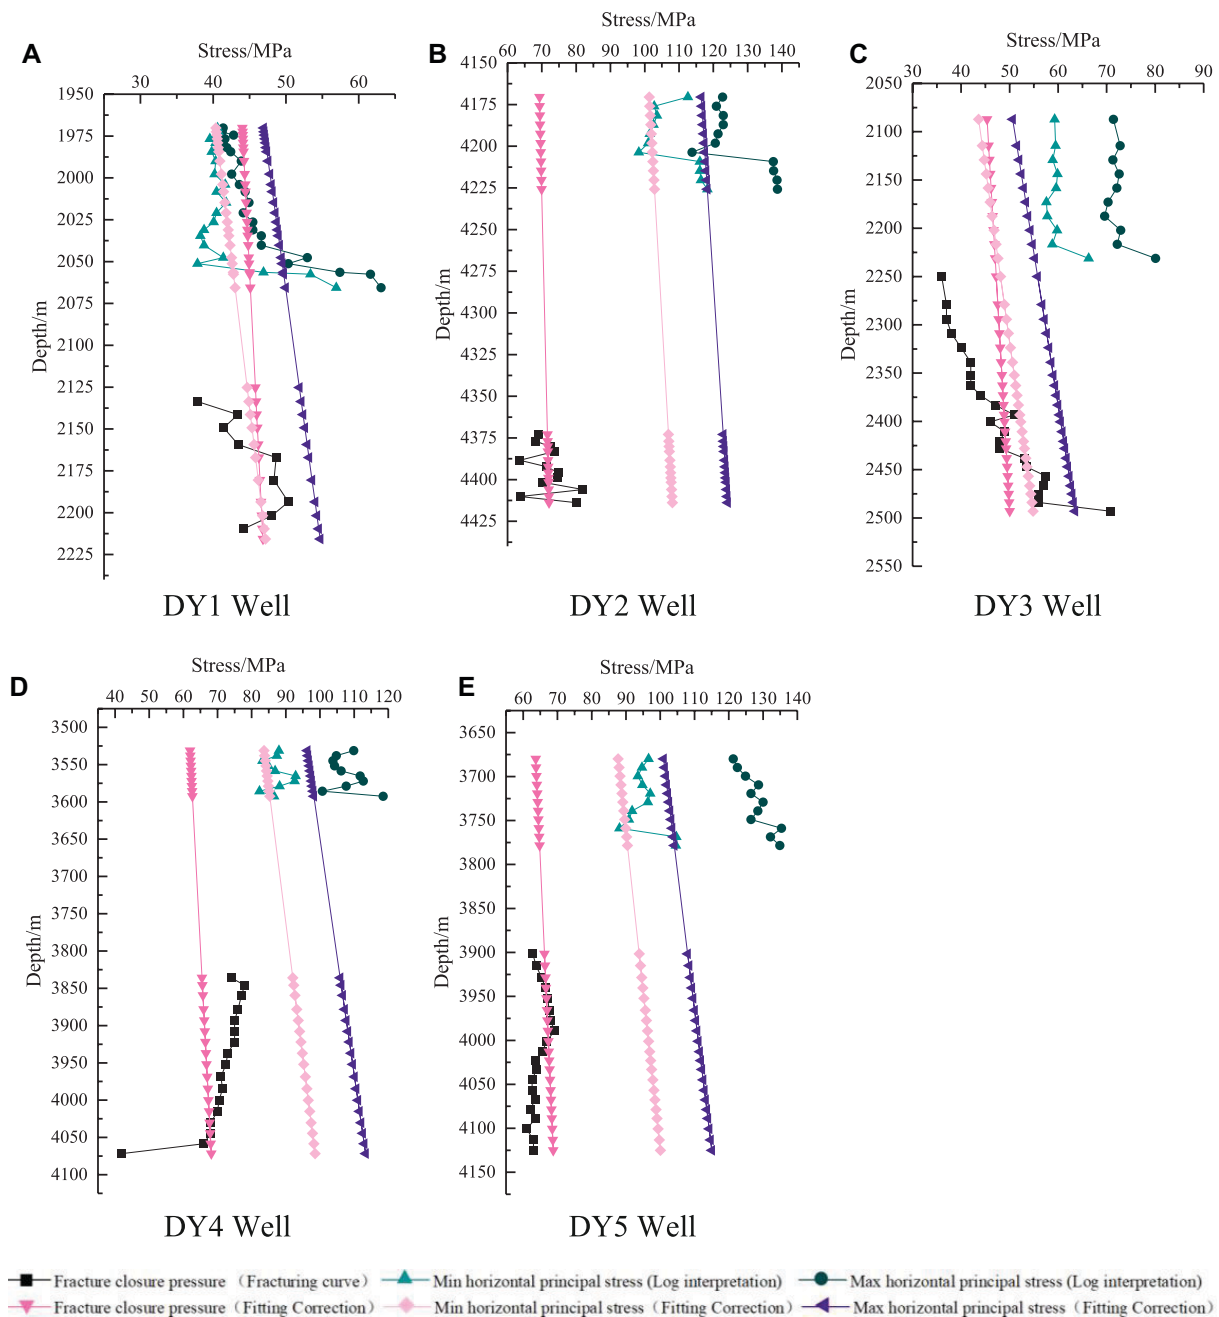 A
Stress/MPa
30 40 50 60
1950
1975
2000
2025
2050
2075
2100
2125
2150
2175
2200
2225
Depth/m
DY1 Well
B
Stress/MPa
60 70 80 90 100 110 120 130 140
4150
4175
4200
4225
4250
4275
4300
4325
4350
4375
4400
4425
Depth/m
DY2 Well
C
Stress/MPa
30 40 50 60 70 80 90
2050
2100
2150
2200
2250
2300
2350
2400
2450
2500
2550
Depth/m
DY3 Well
D
Stress/MPa
40 50 60 70 80 90 100 110 120
3500
3550
3600
3650
3700
3750
3800
3850
3900
3950
4000
4050
4100
Depth/m
DY4 Well
E
Stress/MPa
60 70 80 90 100 110 120 130 140
3650
3700
3750
3800
3850
3900
3950
4000
4050
4100
4150
Depth/m
DY5 Well
Fracture closure pressure （Fracturing curve） Min horizontal principal stress (Log interpretation) Max horizontal principal stress (Log interpretation)
Fracture closure pressure （Fitting Correction） Min horizontal principal stress（Fitting Correction） Max horizontal principal stress（Fitting Correction）